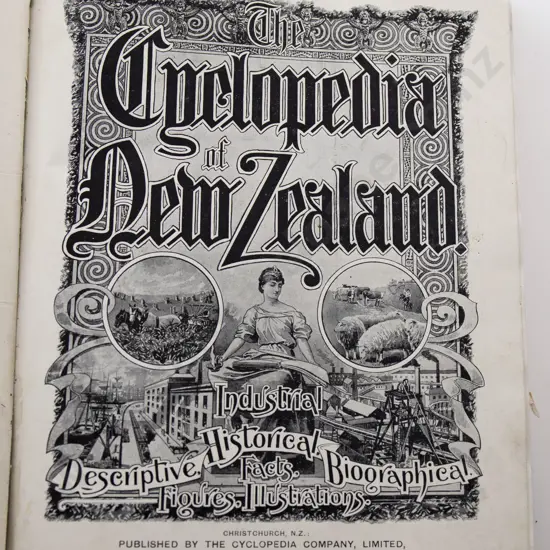 The
Cyclopedia
of
New Zealand.
Industrial
Descriptive. Historical. Biographical.
Facts.
Figures. Illustrations.
CHRISTCHURCH, N.Z.:
PUBLISHED BY THE CYCLOPEDIA COMPANY, LIMITED,